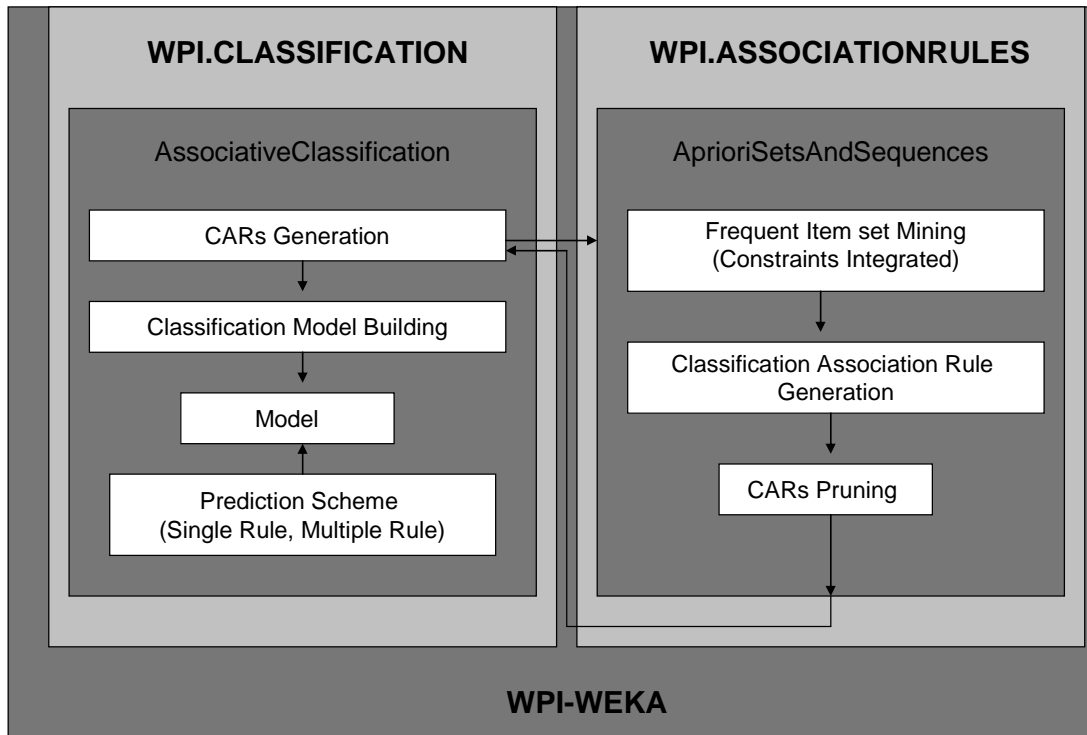 WPI.CLASSIFICATION
AssociativeClassification
CARs Generation
Classification Model Building
Model
Prediction Scheme
(Single Rule, Multiple Rule)
WPI.ASSOCIATIONRULES
AprioriSetsAndSequences
Frequent Item set Mining
(Constraints Integrated)
Classification Association Rule
Generation
CARs Pruning
WPI-WEKA